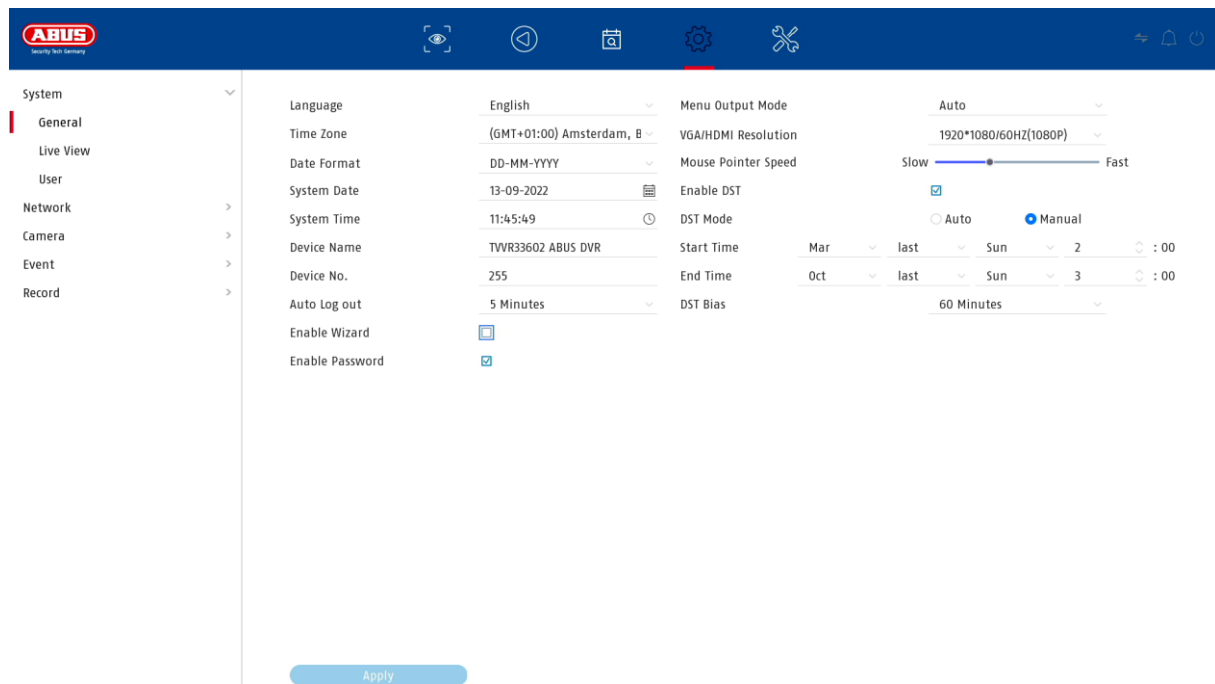 ABUS
Security Tech Germany
System
General
Live View
User
Network
Camera
Event
Record
Language English
Time Zone (GMT+01:00) Amsterdam, B
Date Format DD-MM-YYYY
System Date 13-09-2022
System Time 11:45:49
Device Name TVVR33602 ABUS DVR
Device No. 255
Auto Log out 5 Minutes
Enable Wizard
Enable Password
Menu Output Mode Auto
VGA/HDMI Resolution 1920*1080/60HZ(1080P)
Mouse Pointer Speed Slow Fast
Enable DST
DST Mode Auto Manual
Start Time Mar last Sun 2 : 00
End Time Oct last Sun 3 : 00
DST Bias 60 Minutes
Apply